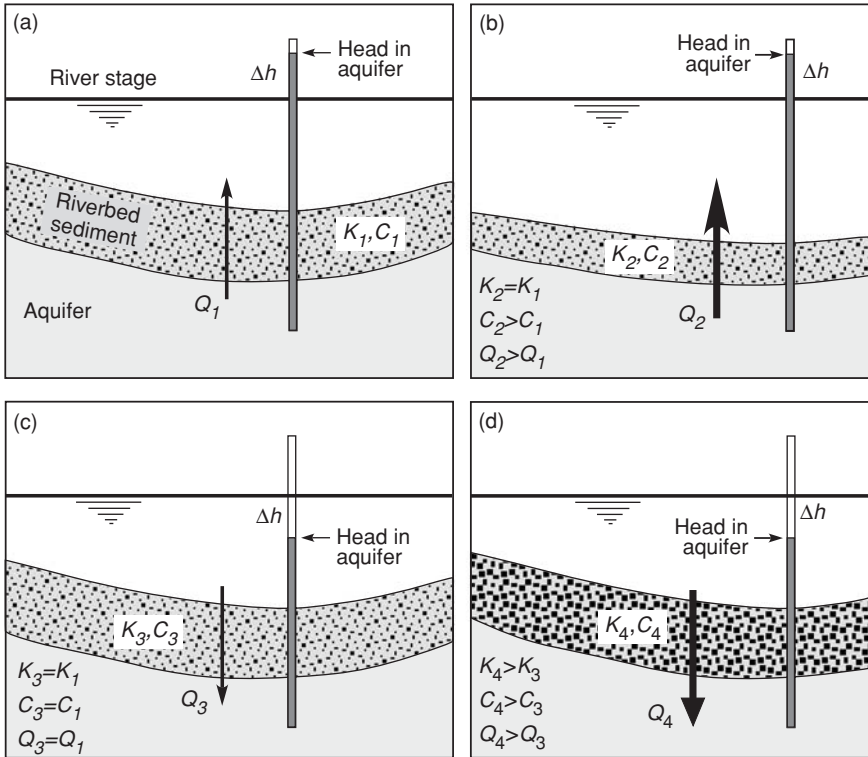 (a)
Head in
aquifer
Δh
River stage
Riverbed
sediment
K₁,C₁
Aquifer
Q₁
(b)
Head in
aquifer
Δh
K₂,C₂
K₂=K₁
C₂>C₁
Q₂>Q₁
Q₂
(c)
Δh
Head in
aquifer
K₃,C₃
K₃=K₁
C₃=C₁
Q₃=Q₁
Q₃
(d)
Δh
Head in
aquifer
K₄,C₄
K₄>K₃
C₄>C₃
Q₄>Q₃
Q₄